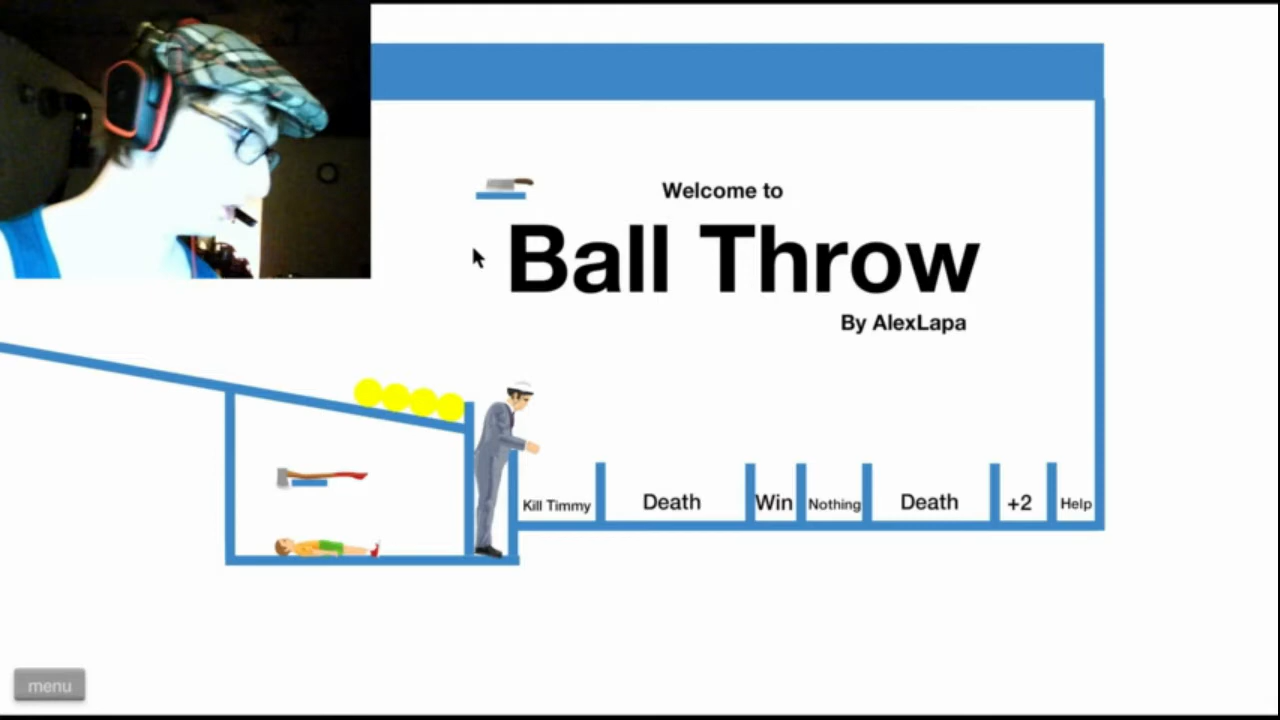 Welcome to
Ball Throw
By AlexLapa
Kill Timmy
Death
Win
Nothing
Death
+2
Help
menu